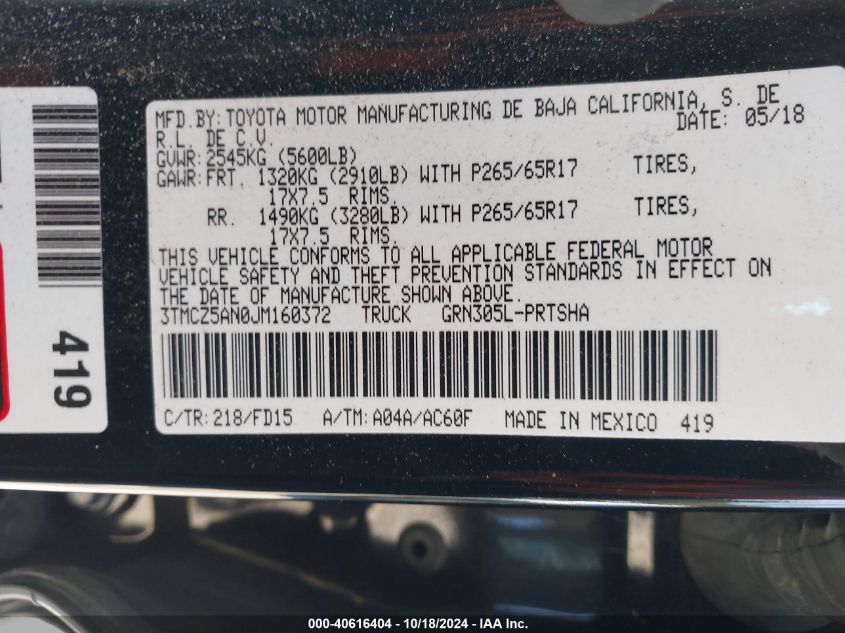 MFD.BY: TOYOTA MOTOR MANUFACTURING DE BAJA CALIFORNIA, S. DE
R.L. DE C.V. DATE: 05/18
GVWR: 2545KG (5600LB)
GAWR: FRT. 1320KG (2910LB) WITH P265/65R17 TIRES,
17X7.5 RIMS.
RR. 1490KG (3280LB) WITH P265/65R17 TIRES,
17X7.5 RIMS.
THIS VEHICLE CONFORMS TO ALL APPLICABLE FEDERAL MOTOR
VEHICLE SAFETY AND THEFT PREVENTION STANDARDS IN EFFECT ON
THE DATE OF MANUFACTURE SHOWN ABOVE.
3TMCZ5AN0JM160372 TRUCK GRN305L-PRTSHA
C/TR: 218/FD15 A/TM: A04A/AC60F MADE IN MEXICO 419
419
000-40616404 - 10/18/2024 - IAA Inc.